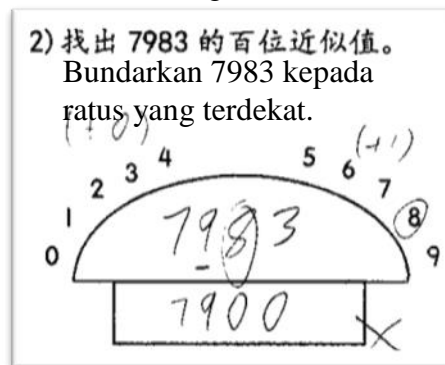 2) 找出 7983 的百位近似值。
Bundarkan 7983 kepada
ratus yang terdekat.
(+0) (+1)
0 1 2 3 4 5 6 7 8 9
7983
7900 ×